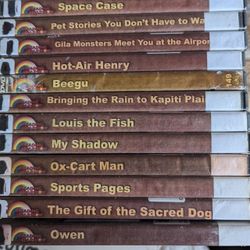 Space Case
Pet Stories You Don't Have to Wa
Gila Monsters Meet You at the Airpor
Hot-Air Henry
Beegu
Bringing the Rain to Kapiti Plai
Louis the Fish
My Shadow
Ox-Cart Man
Sports Pages
The Gift of the Sacred Dog
Owen